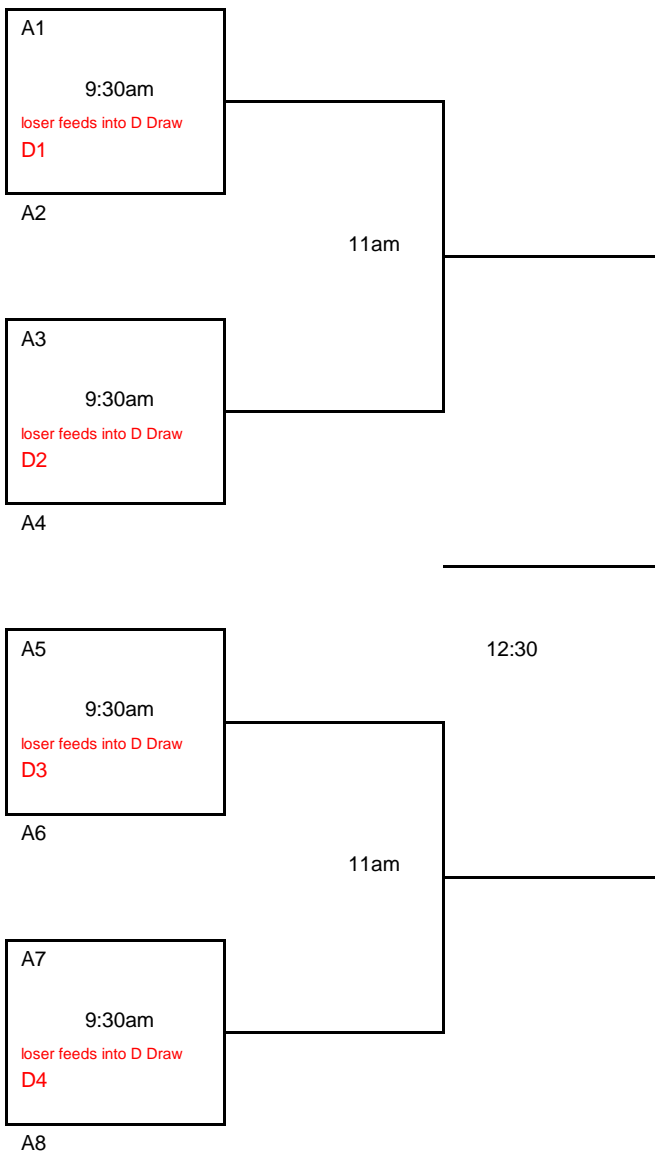 A1
9:30am
loser feeds into D Draw
D1
A2
11am
A3
9:30am
loser feeds into D Draw
D2
A4
A5
12:30
9:30am
loser feeds into D Draw
D3
A6
11am
A7
9:30am
loser feeds into D Draw
D4
A8